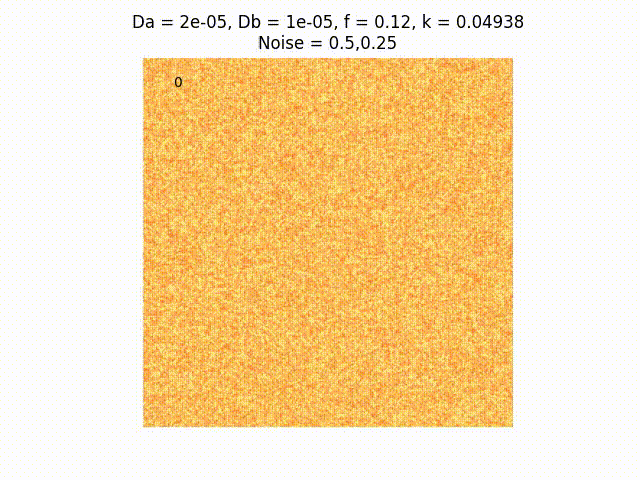 Da = 2e-05, Db = 1e-05, f = 0.12, k = 0.04938
Noise = 0.5,0.25
0